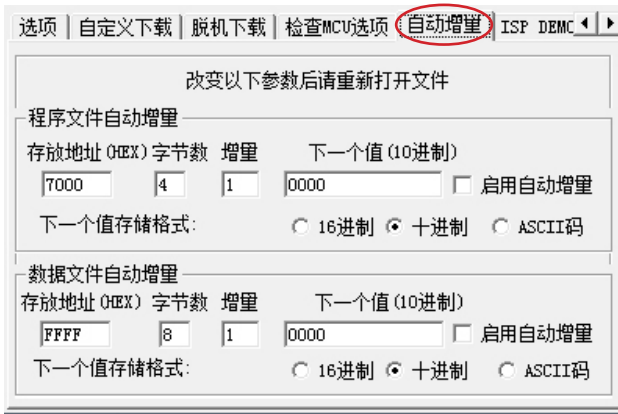 选项 自定义下载 脱机下载 检查MCU选项 自动增量 ISP DEMO
改变以下参数后请重新打开文件
程序文件自动增量
存放地址(HEX) 字节数 增量 下一个值(10进制)
7000 4 1 0000 启用自动增量
下一个值存储格式: 16进制 十进制 ASCII码
数据文件自动增量
存放地址(HEX) 字节数 增量 下一个值(10进制)
FFFF 8 1 0000 启用自动增量
下一个值存储格式: 16进制 十进制 ASCII码